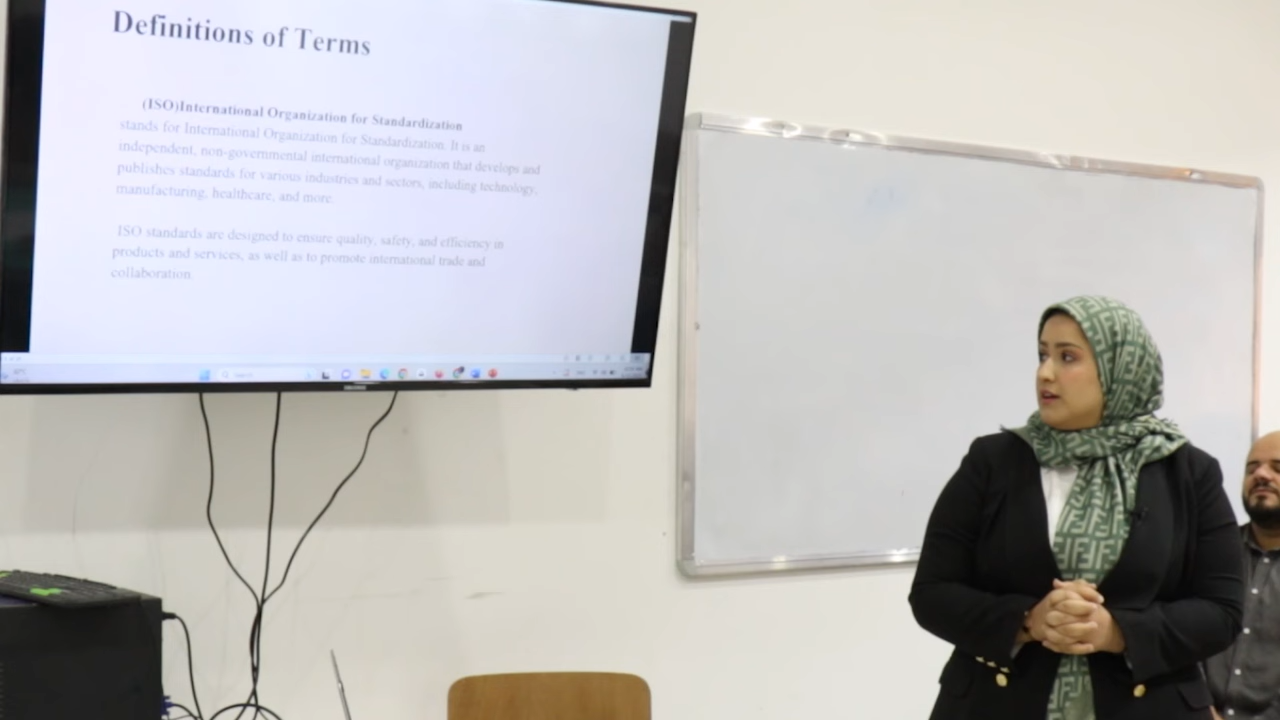 Definitions of Terms
(ISO)International Organization for Standardization
stands for International Organization for Standardization. It is an
independent, non-governmental international organization that develops and
publishes standards for various industries and sectors, including technology,
manufacturing, healthcare, and more.
ISO standards are designed to ensure quality, safety, and efficiency in
products and services, as well as to promote international trade and
collaboration.